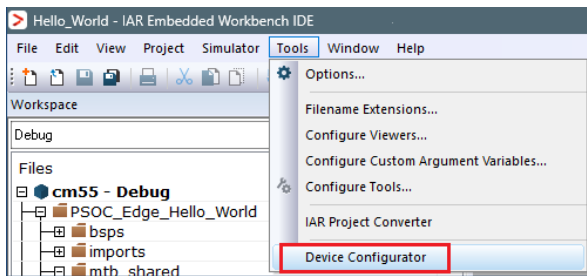 Hello_World - IAR Embedded Workbench IDE
File Edit View Project Simulator Tools Window Help
Options...
Workspace
Filename Extensions...
Debug
Configure Viewers...
Configure Custom Argument Variables...
Files
Configure Tools...
cm55 - Debug
PSOC_Edge_Hello_World
IAR Project Converter
bsps
imports
Device Configurator
mtb_shared